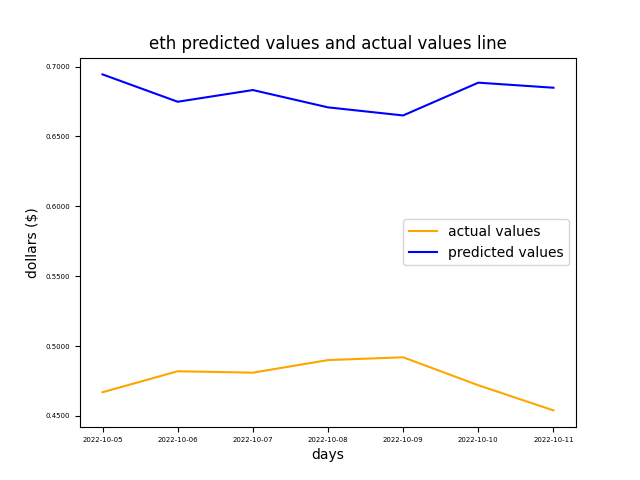 eth predicted values and actual values line
0.7000
0.6500
0.6000
0.5500
0.5000
0.4500
dollars ($)
actual values
predicted values
2022-10-05 2022-10-06 2022-10-07 2022-10-08 2022-10-09 2022-10-10 2022-10-11
days